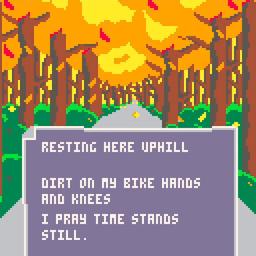 RESTING HERE UPHILL
DIRT ON MY BIKE HANDS
AND KNEES
I PRAY TIME STANDS
STILL.